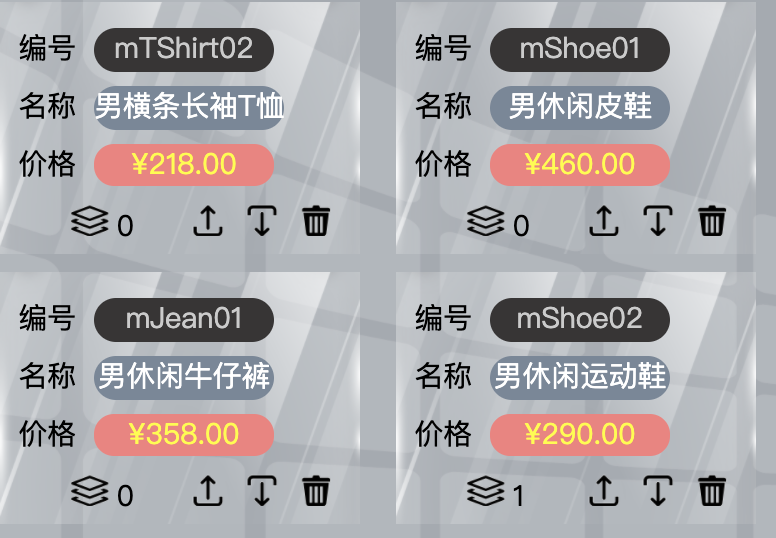 编号 mTShirt02
名称 男横条长袖T恤
价格 ¥218.00
0
编号 mShoe01
名称 男休闲皮鞋
价格 ¥460.00
0
编号 mJean01
名称 男休闲牛仔裤
价格 ¥358.00
0
编号 mShoe02
名称 男休闲运动鞋
价格 ¥290.00
1